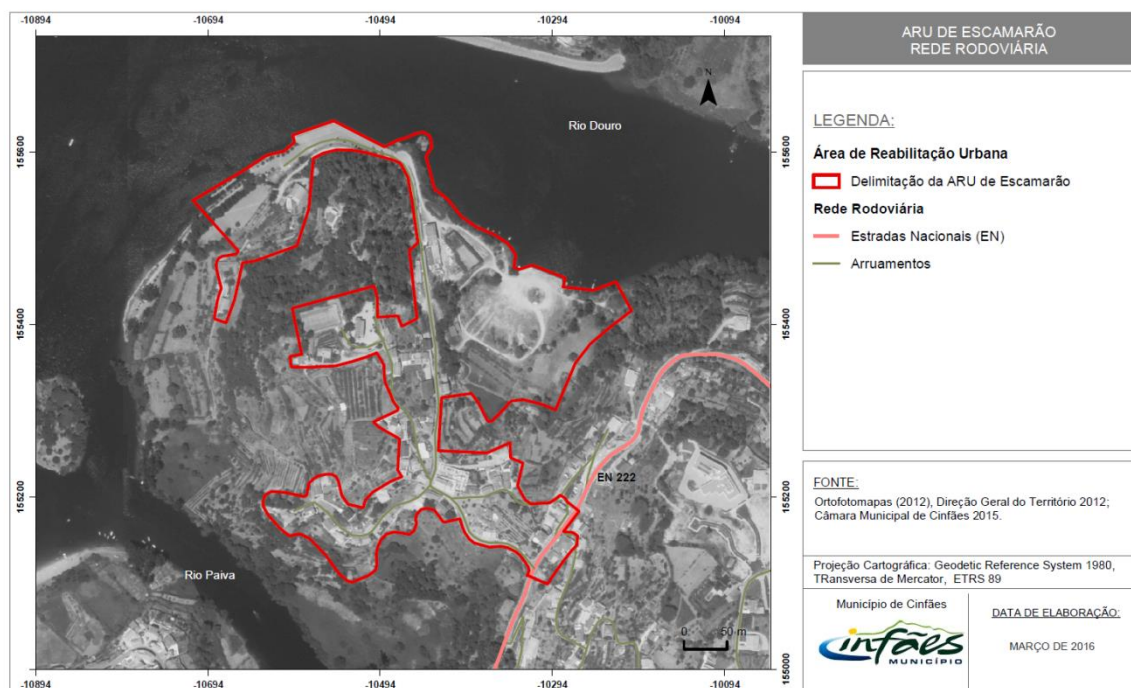 -10894
-10694
-10494
-10294
-10094
ARU DE ESCAMARÃO
REDE RODOVIÁRIA
N
Rio Douro
155600
155600
LEGENDA:
Área de Reabilitação Urbana
Delimitação da ARU de Escamarão
Rede Rodoviária
Estradas Nacionais (EN)
Arruamentos
155400
155400
EN 222
155200
155200
FONTE:
Ortofotomapas (2012), Direção Geral do Território 2012;
Câmara Municipal de Cinfães 2015.
Projeção Cartográfica: Geodetic Reference System 1980,
TRansversa de Mercator, ETRS 89
Rio Paiva
0 50 m
Município de Cinfães
cinfães
MUNICÍPIO
DATA DE ELABORAÇÃO:
MARÇO DE 2016
155000
-10894
-10694
-10494
-10294
-10094